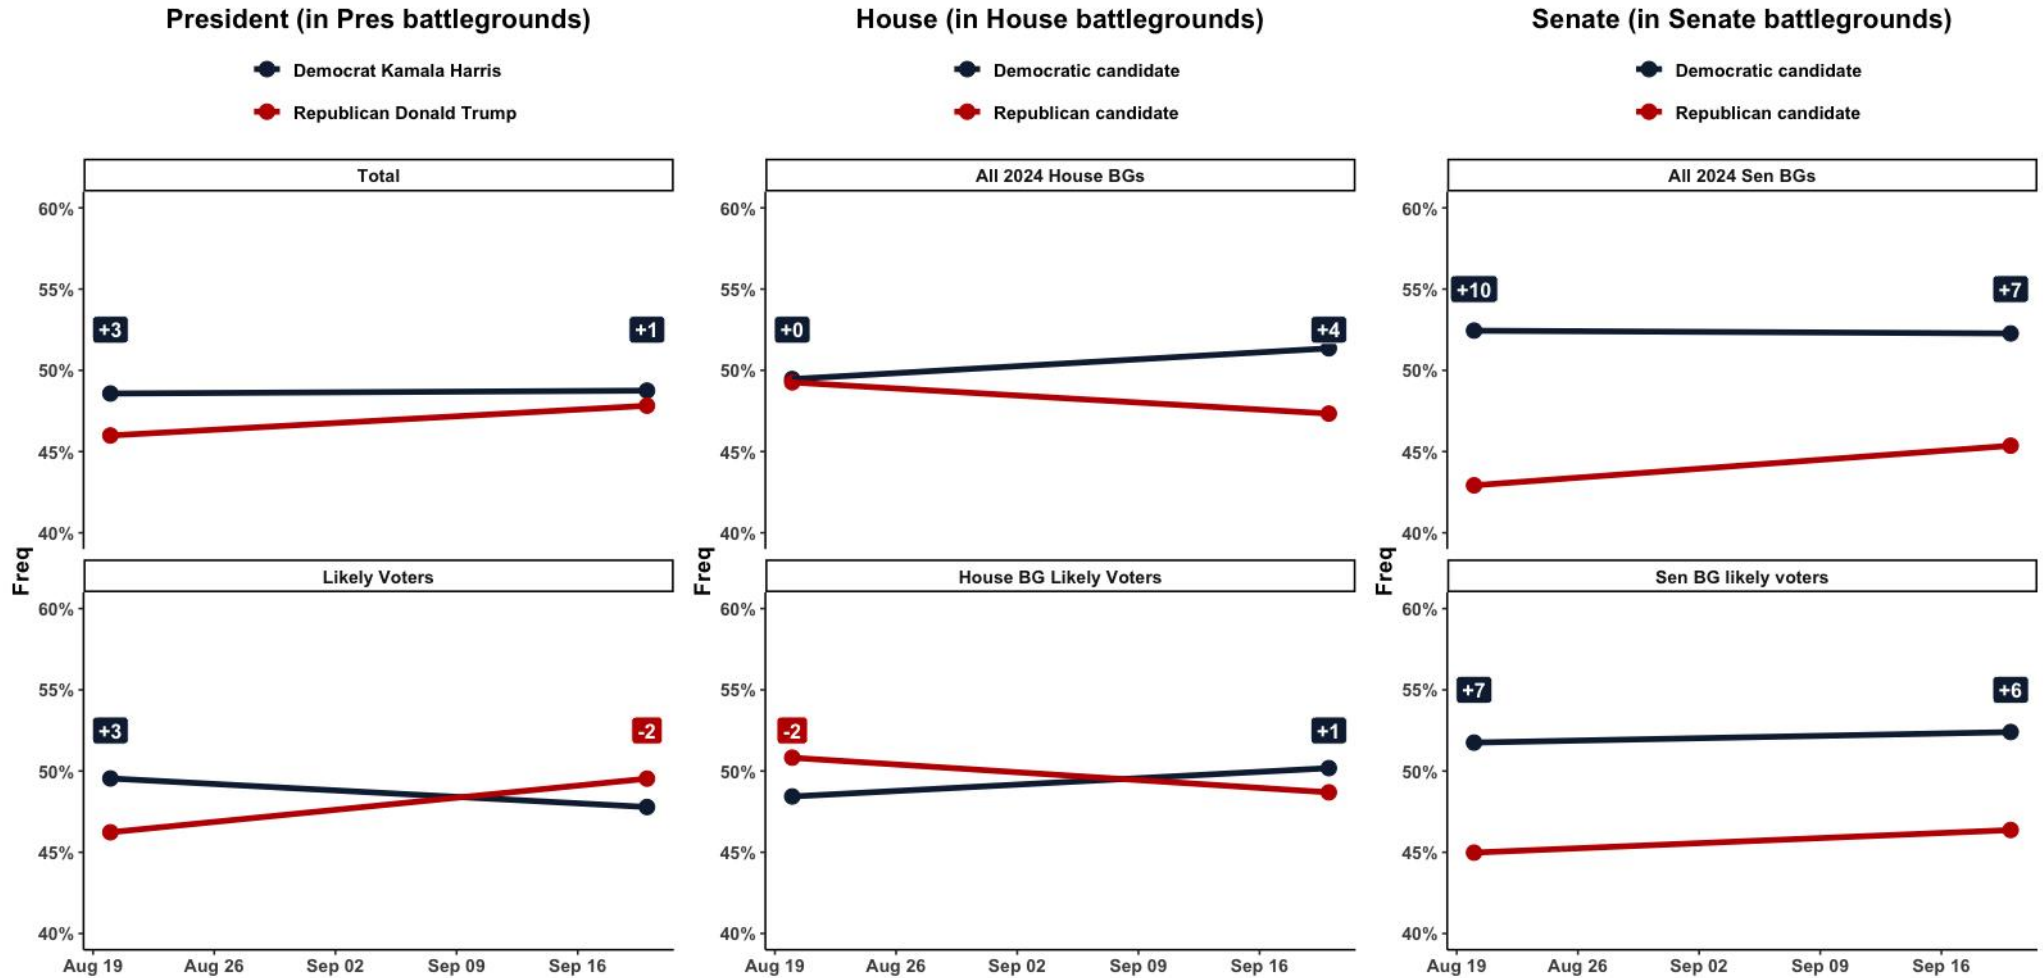 President (in Pres battlegrounds)
Democrat Kamala Harris
Republican Donald Trump
Total
60%
55%
50%
45%
40%
+3
+1
Likely Voters
60%
55%
50%
45%
40%
+3
-2
Freq
Aug 19
Aug 26
Sep 02
Sep 09
Sep 16
House (in House battlegrounds)
Democratic candidate
Republican candidate
All 2024 House BGs
60%
55%
50%
45%
40%
+0
+4
House BG Likely Voters
60%
55%
50%
45%
40%
-2
+1
Freq
Aug 19
Aug 26
Sep 02
Sep 09
Sep 16
Senate (in Senate battlegrounds)
Democratic candidate
Republican candidate
All 2024 Sen BGs
60%
55%
50%
45%
40%
+10
+7
Sen BG likely voters
60%
55%
50%
45%
40%
+7
+6
Freq
Aug 19
Aug 26
Sep 02
Sep 09
Sep 16